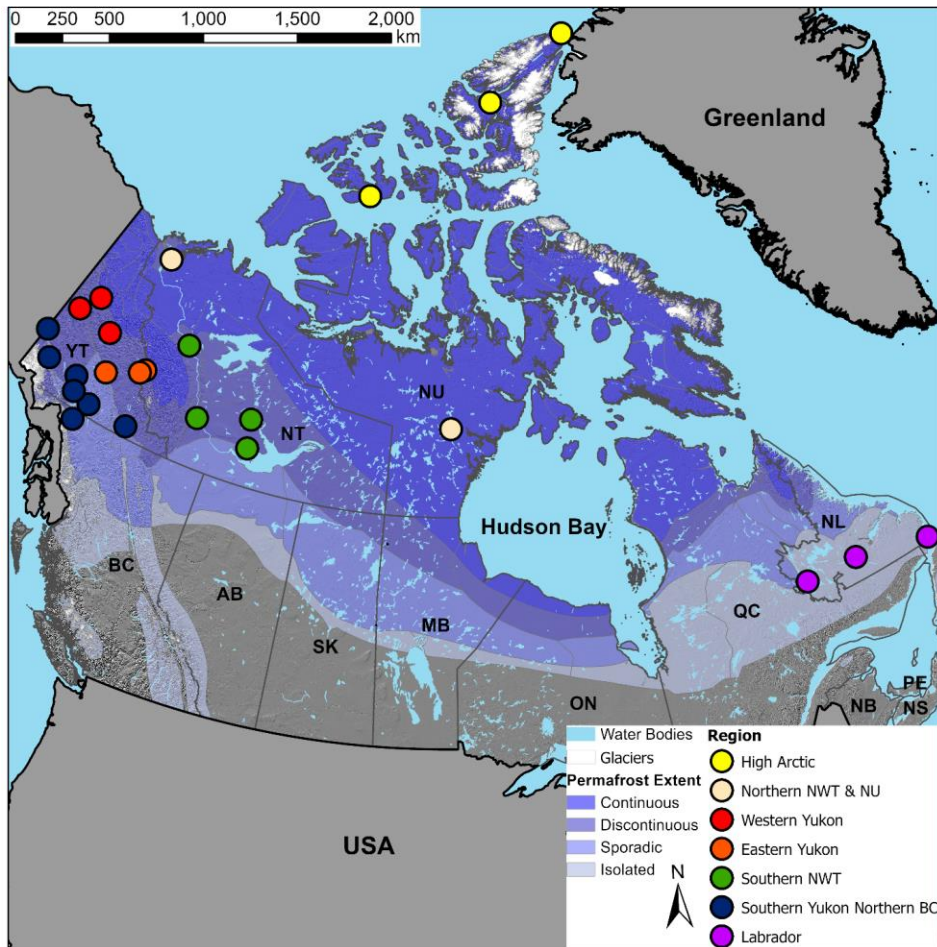 0 250 500 1,000 1,500 2,000
km
Greenland
YT
NU
NT
Hudson Bay
NL
BC
AB
QC
MB
SK
PE
ON
NB
NS
USA
Water Bodies
Glaciers
Permafrost Extent
Continuous
Discontinuous
Sporadic
Isolated
N
Region
High Arctic
Northern NWT & NU
Western Yukon
Eastern Yukon
Southern NWT
Southern Yukon Northern BC
Labrador